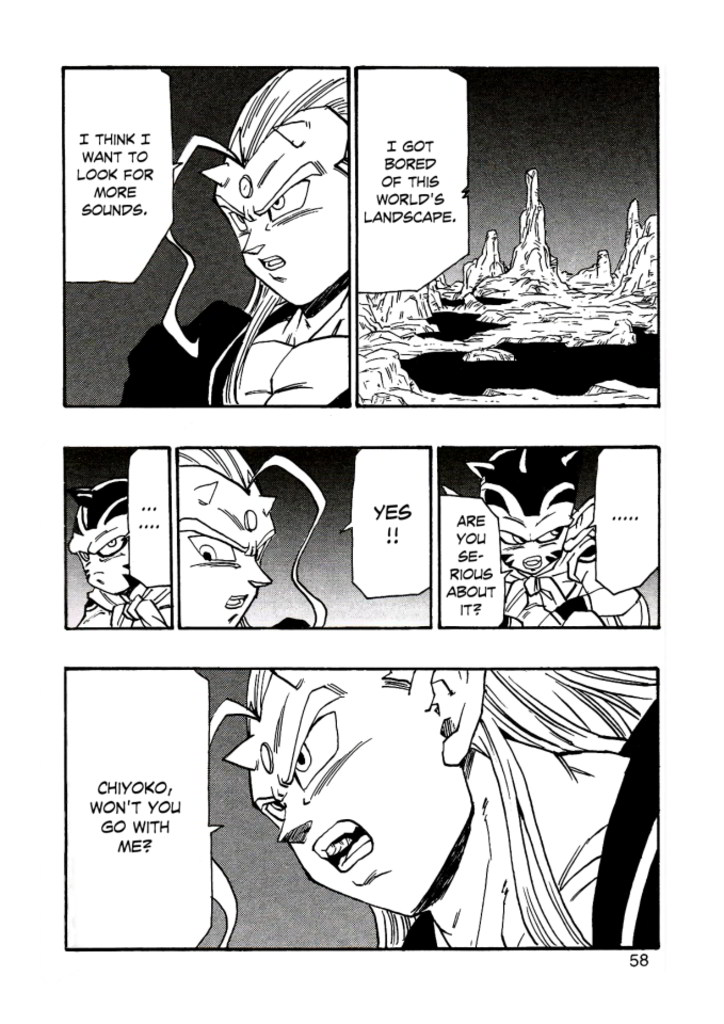 I GOT
BORED
OF THIS
WORLD'S
LANDSCAPE.
I THINK I
WANT TO
LOOK FOR
MORE
SOUNDS.
.....
ARE
YOU
SE-
RIOUS
ABOUT
IT?
YES
!!
...
.....
CHIYOKO,
WON'T YOU
GO WITH
ME?
58